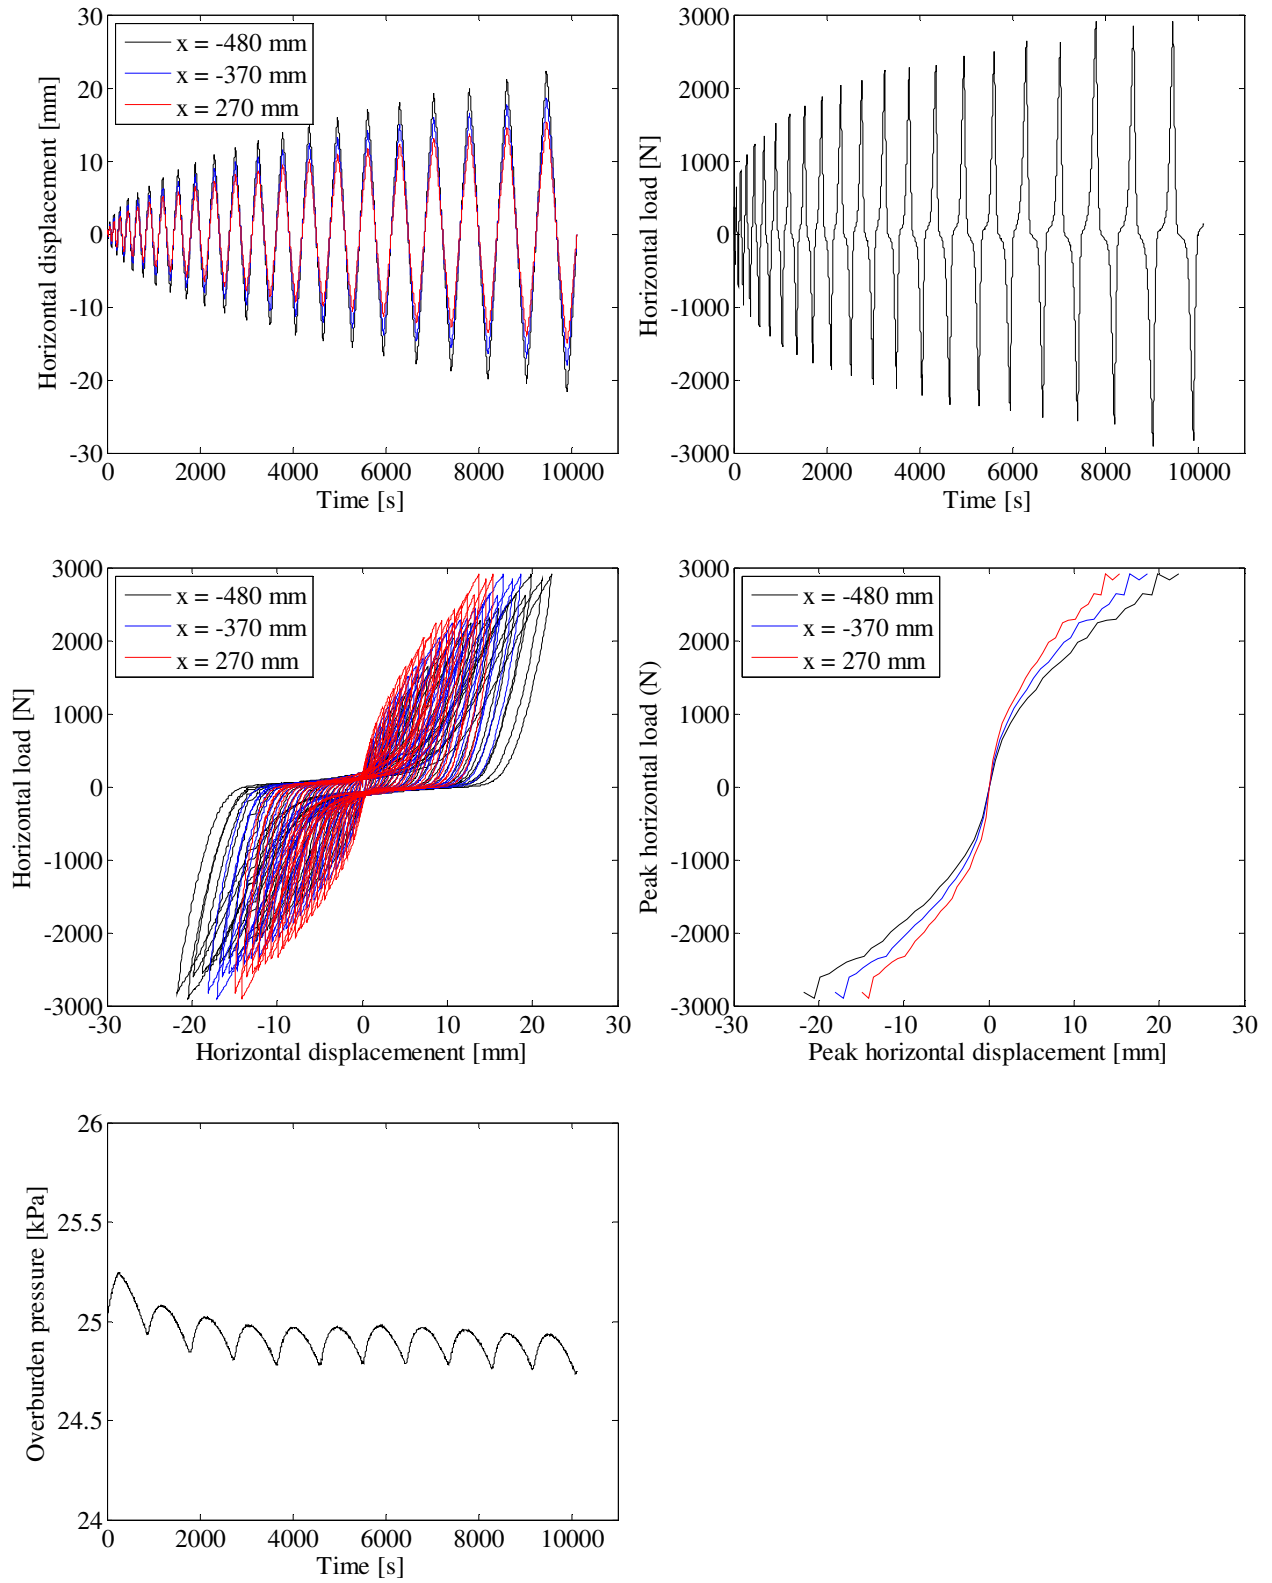 30
20
10
0
-10
-20
-30
0 2000 4000 6000 8000 10000
Time [s]
Horizontal displacement [mm]
x = -480 mm
x = -370 mm
x = 270 mm
3000
2000
1000
0
-1000
-2000
-3000
0 2000 4000 6000 8000 10000
Time [s]
Horizontal load [N]
3000
2000
1000
0
-1000
-2000
-3000
-30 -20 -10 0 10 20 30
Horizontal displacemenent [mm]
Horizontal load [N]
x = -480 mm
x = -370 mm
x = 270 mm
3000
2000
1000
0
-1000
-2000
-3000
-30 -20 -10 0 10 20 30
Peak horizontal displacement [mm]
Peak horizontal load (N)
x = -480 mm
x = -370 mm
x = 270 mm
26
25.5
25
24.5
24
0 2000 4000 6000 8000 10000
Time [s]
Overburden pressure [kPa]